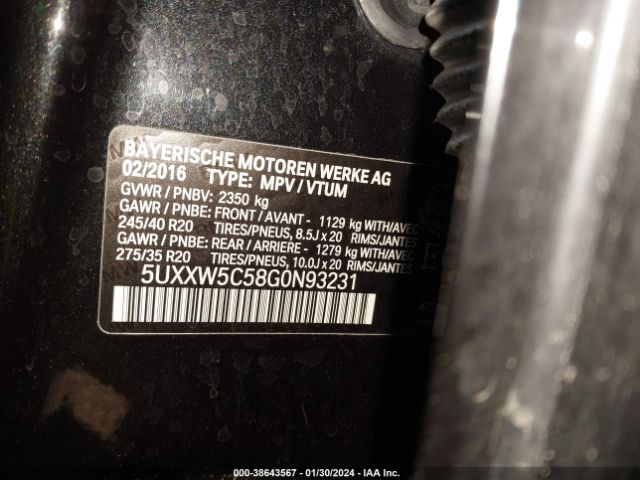 BAYERISCHE MOTOREN WERKE AG
02/2016 TYPE: MPV / VTUM
GVWR / PNBV: 2350 kg
GAWR / PNBE: FRONT / AVANT - 1129 kg WITH/AVEC
245/40 R20 TIRES/PNEUS, 8.5J x 20 RIMS/JANTES
GAWR / PNBE: REAR / ARRIERE - 1279 kg WITH/AVEC
275/35 R20 TIRES/PNEUS, 10.0J x 20 RIMS/JANTES
5UXXW5C58G0N93231
000-38643567 - 01/30/2024 - IAA Inc.